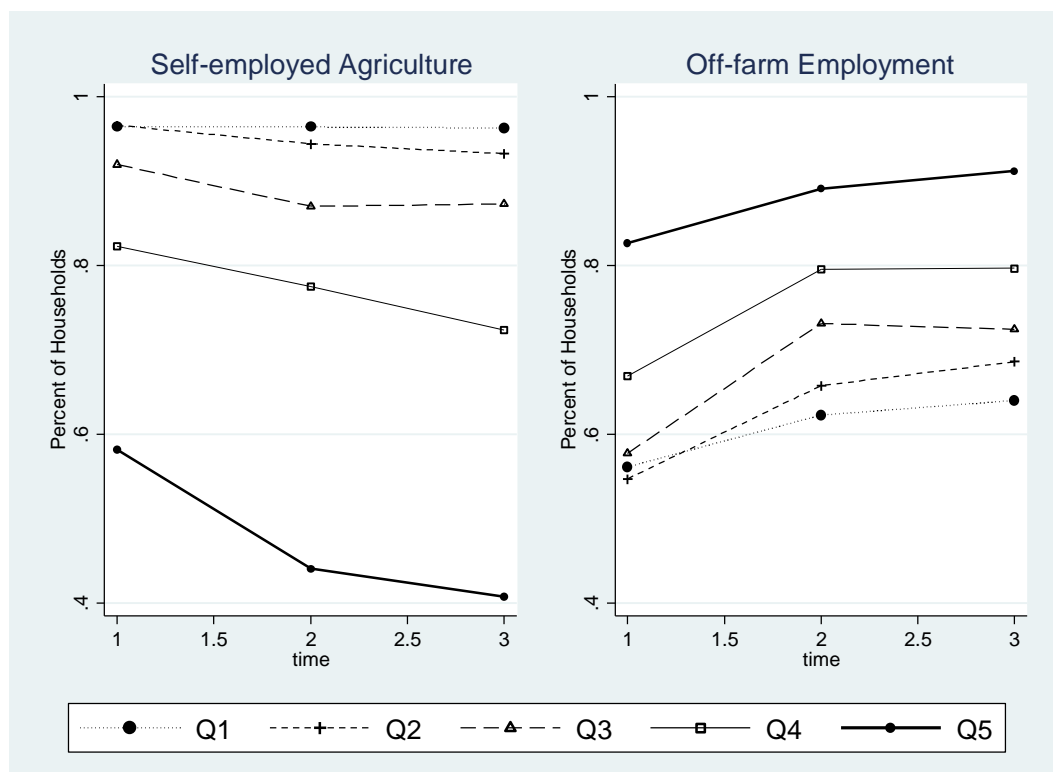 Self-employed Agriculture
Off-farm Employment
Percent of Households
1
.8
.6
.4
1 1.5 2 2.5 3
time
Percent of Households
1
.8
.6
.4
1 1.5 2 2.5 3
time
Q1 Q2 Q3 Q4 Q5